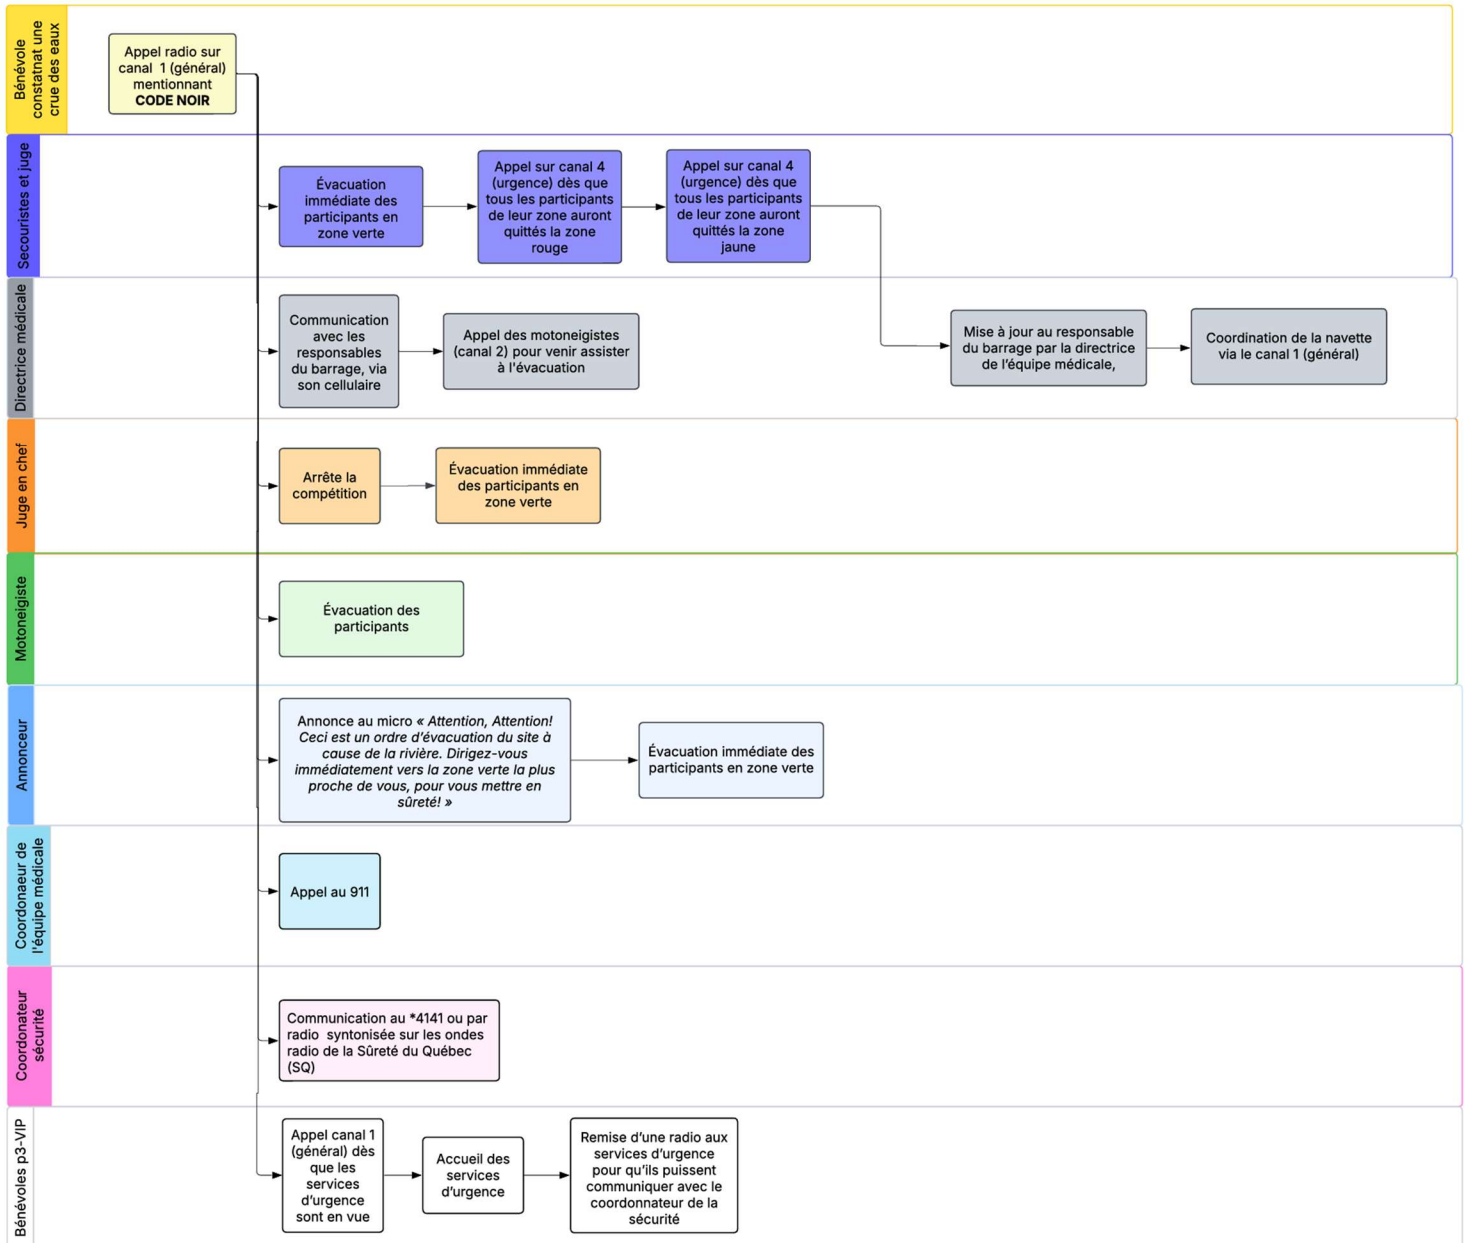 Bénévole
constatnat une
crue des eaux
Appel radio sur
canal 1 (général)
mentionnant
CODE NOIR
Secouristes et juge
Évacuation
immédiate des
participants en
zone verte
Appel sur canal 4
(urgence) dès que
tous les participants
de leur zone auront
quittés la zone
rouge
Appel sur canal 4
(urgence) dès que
tous les participants
de leur zone auront
quittés la zone
jaune
Directrice médicale
Communication
avec les
responsables
du barrage, via
son cellulaire
Appel des motoneigistes
(canal 2) pour venir assister
à l'évacuation
Mise à jour au responsable
du barrage par la directrice
de l'équipe médicale,
Coordination de la navette
via le canal 1 (général)
Juge en chef
Arrête la
compétition
Évacuation immédiate
des participants en
zone verte
Motoneigiste
Évacuation des
participants
Annonceur
Annonce au micro « Attention, Attention!
Ceci est un ordre d'évacuation du site à
cause de la rivière. Dirigez-vous
immédiatement vers la zone verte la plus
proche de vous, pour vous mettre en
sûreté! »
Évacuation immédiate des
participants en zone verte
Coordonaeur de
l'équipe médicale
Appel au 911
Coordonateur
sécurité
Communication au *4141 ou par
radio syntonisée sur les ondes
radio de la Sûreté du Québec
(SQ)
Bénévoles p3-VIP
Appel canal 1
(général) dès
que les
services
d'urgence
sont en vue
Accueil des
services
d'urgence
Remise d'une radio aux
services d'urgence
pour qu'ils puissent
communiquer avec le
coordonnateur de la
sécurité